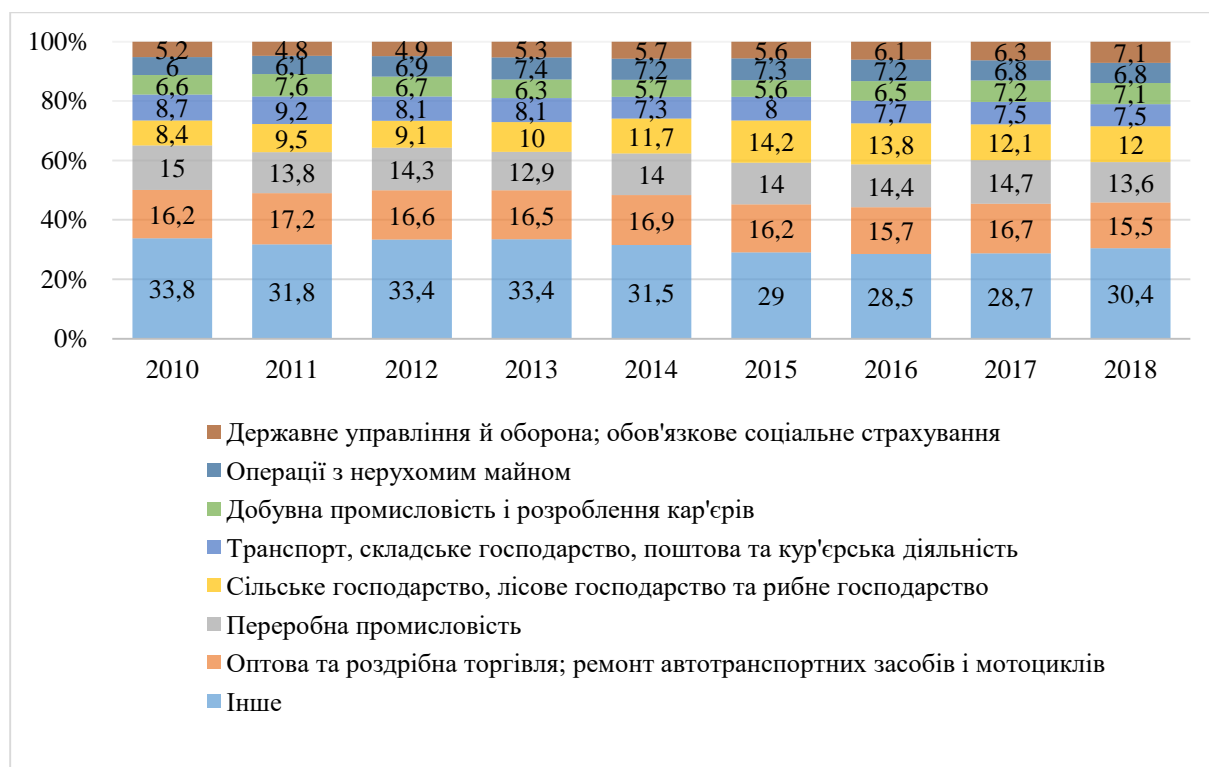 100%
80%
60%
40%
20%
0%
5,2 4,8 4,9 5,3 5,7 5,6 6,1 6,3 7,1
6 6,1 6,9 7,4 7,2 7,3 7,2 6,8 6,8
6,6 7,6 6,7 6,3 5,7 5,6 6,5 7,2 7,1
8,7 9,2 8,1 8,1 7,3 8 7,7 7,5 7,5
8,4 9,5 9,1 10 11,7 14,2 13,8 12,1 12
15 13,8 14,3 12,9 14 14 14,4 14,7 13,6
16,2 17,2 16,6 16,5 16,9 16,2 15,7 16,7 15,5
33,8 31,8 33,4 33,4 31,5 29 28,5 28,7 30,4
2010 2011 2012 2013 2014 2015 2016 2017 2018
Державне управління й оборона; обов'язкове соціальне страхування
Операції з нерухомим майном
Добувна промисловість і розроблення кар'єрів
Транспорт, складське господарство, поштова та кур'єрська діяльність
Сільське господарство, лісове господарство та рибне господарство
Переробна промисловість
Оптова та роздрібна торгівля; ремонт автотранспортних засобів і мотоциклів
Інше